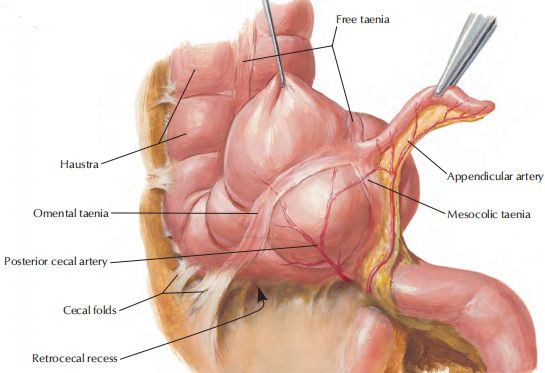 Free taenia
Haustra
Appendicular artery
Omental taenia
Mesocolic taenia
Posterior cecal artery
Cecal folds
Retrocecal recess